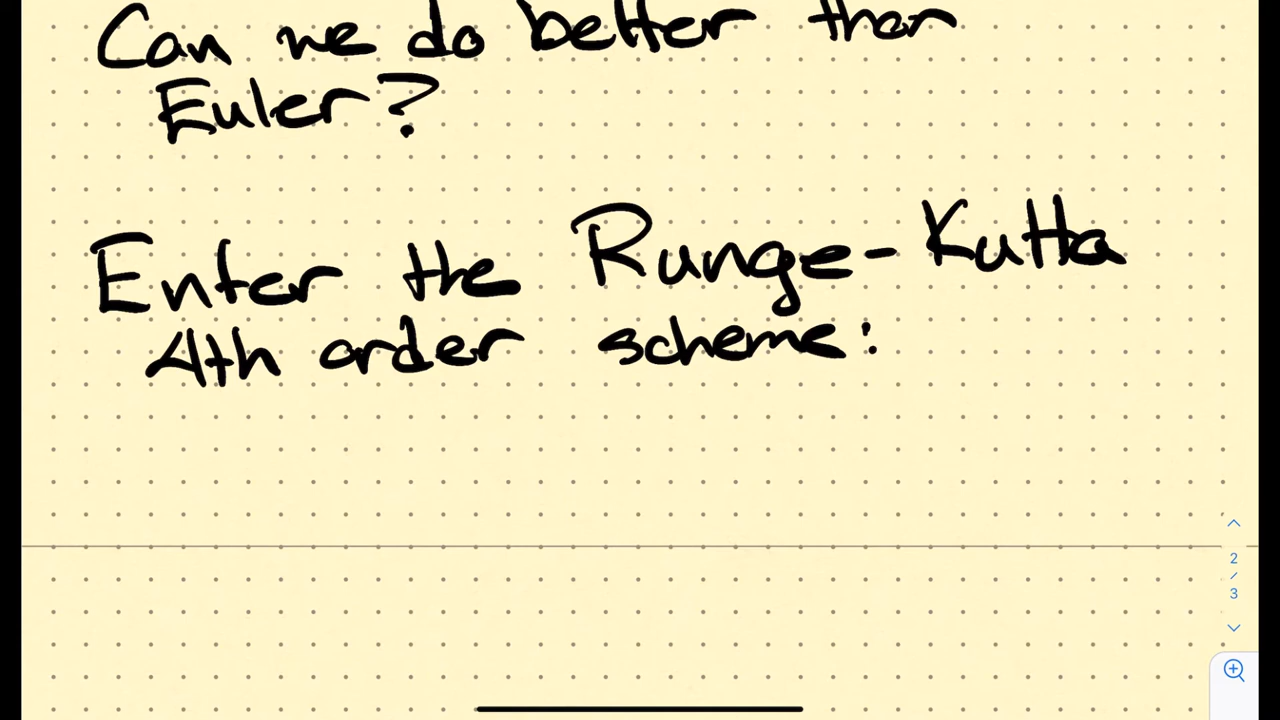 Can we do better than
Euler?
Enter the Runge-Kutta
4th order scheme:
2
/
3